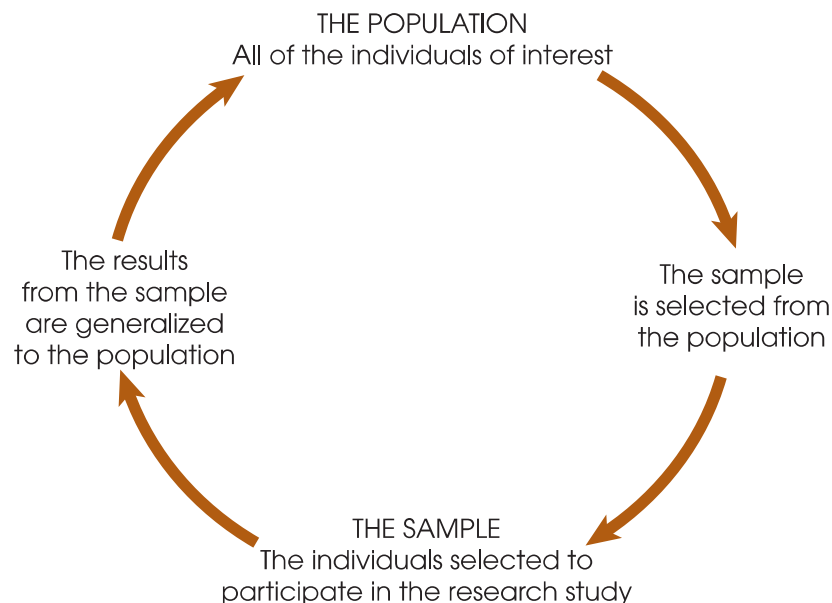 THE POPULATION
All of the individuals of interest
The sample
is selected from
the population
THE SAMPLE
The individuals selected to
participate in the research study
The results
from the sample
are generalized
to the population